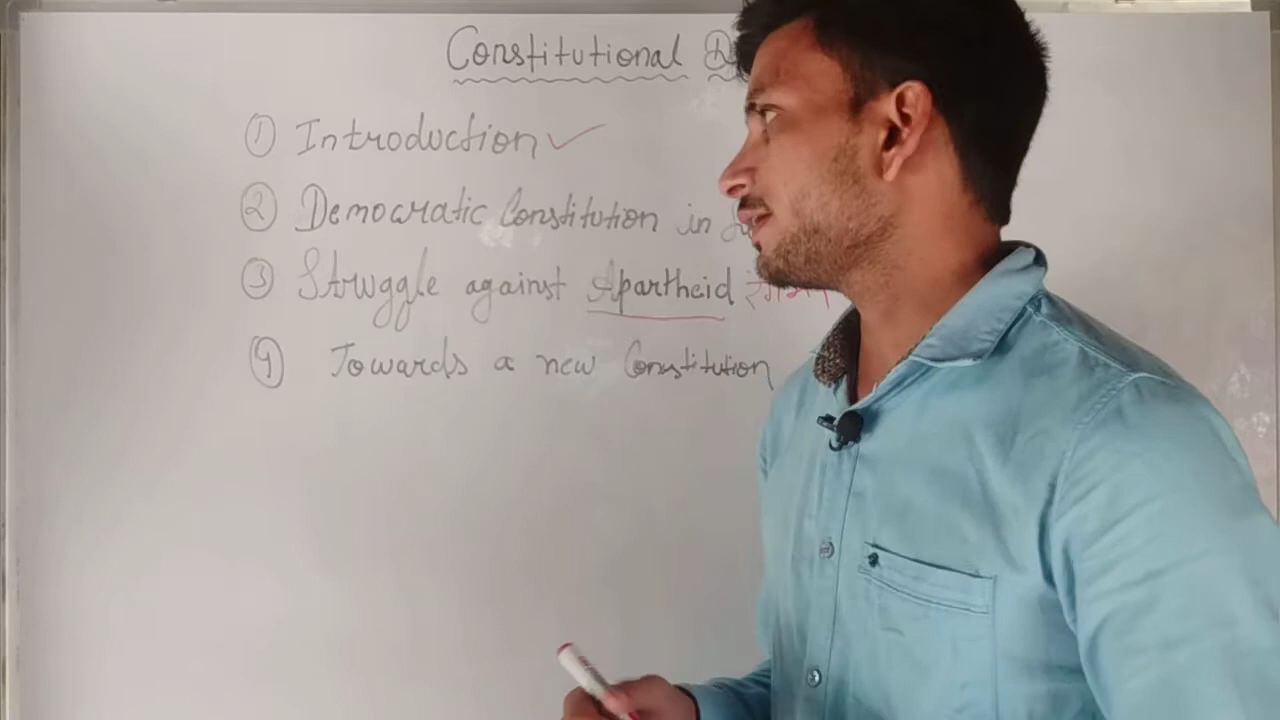 Constitutional
① Introduction ✓
② Democratic Constitution in
③ Struggle against Apartheid
④ Towards a new Constitution